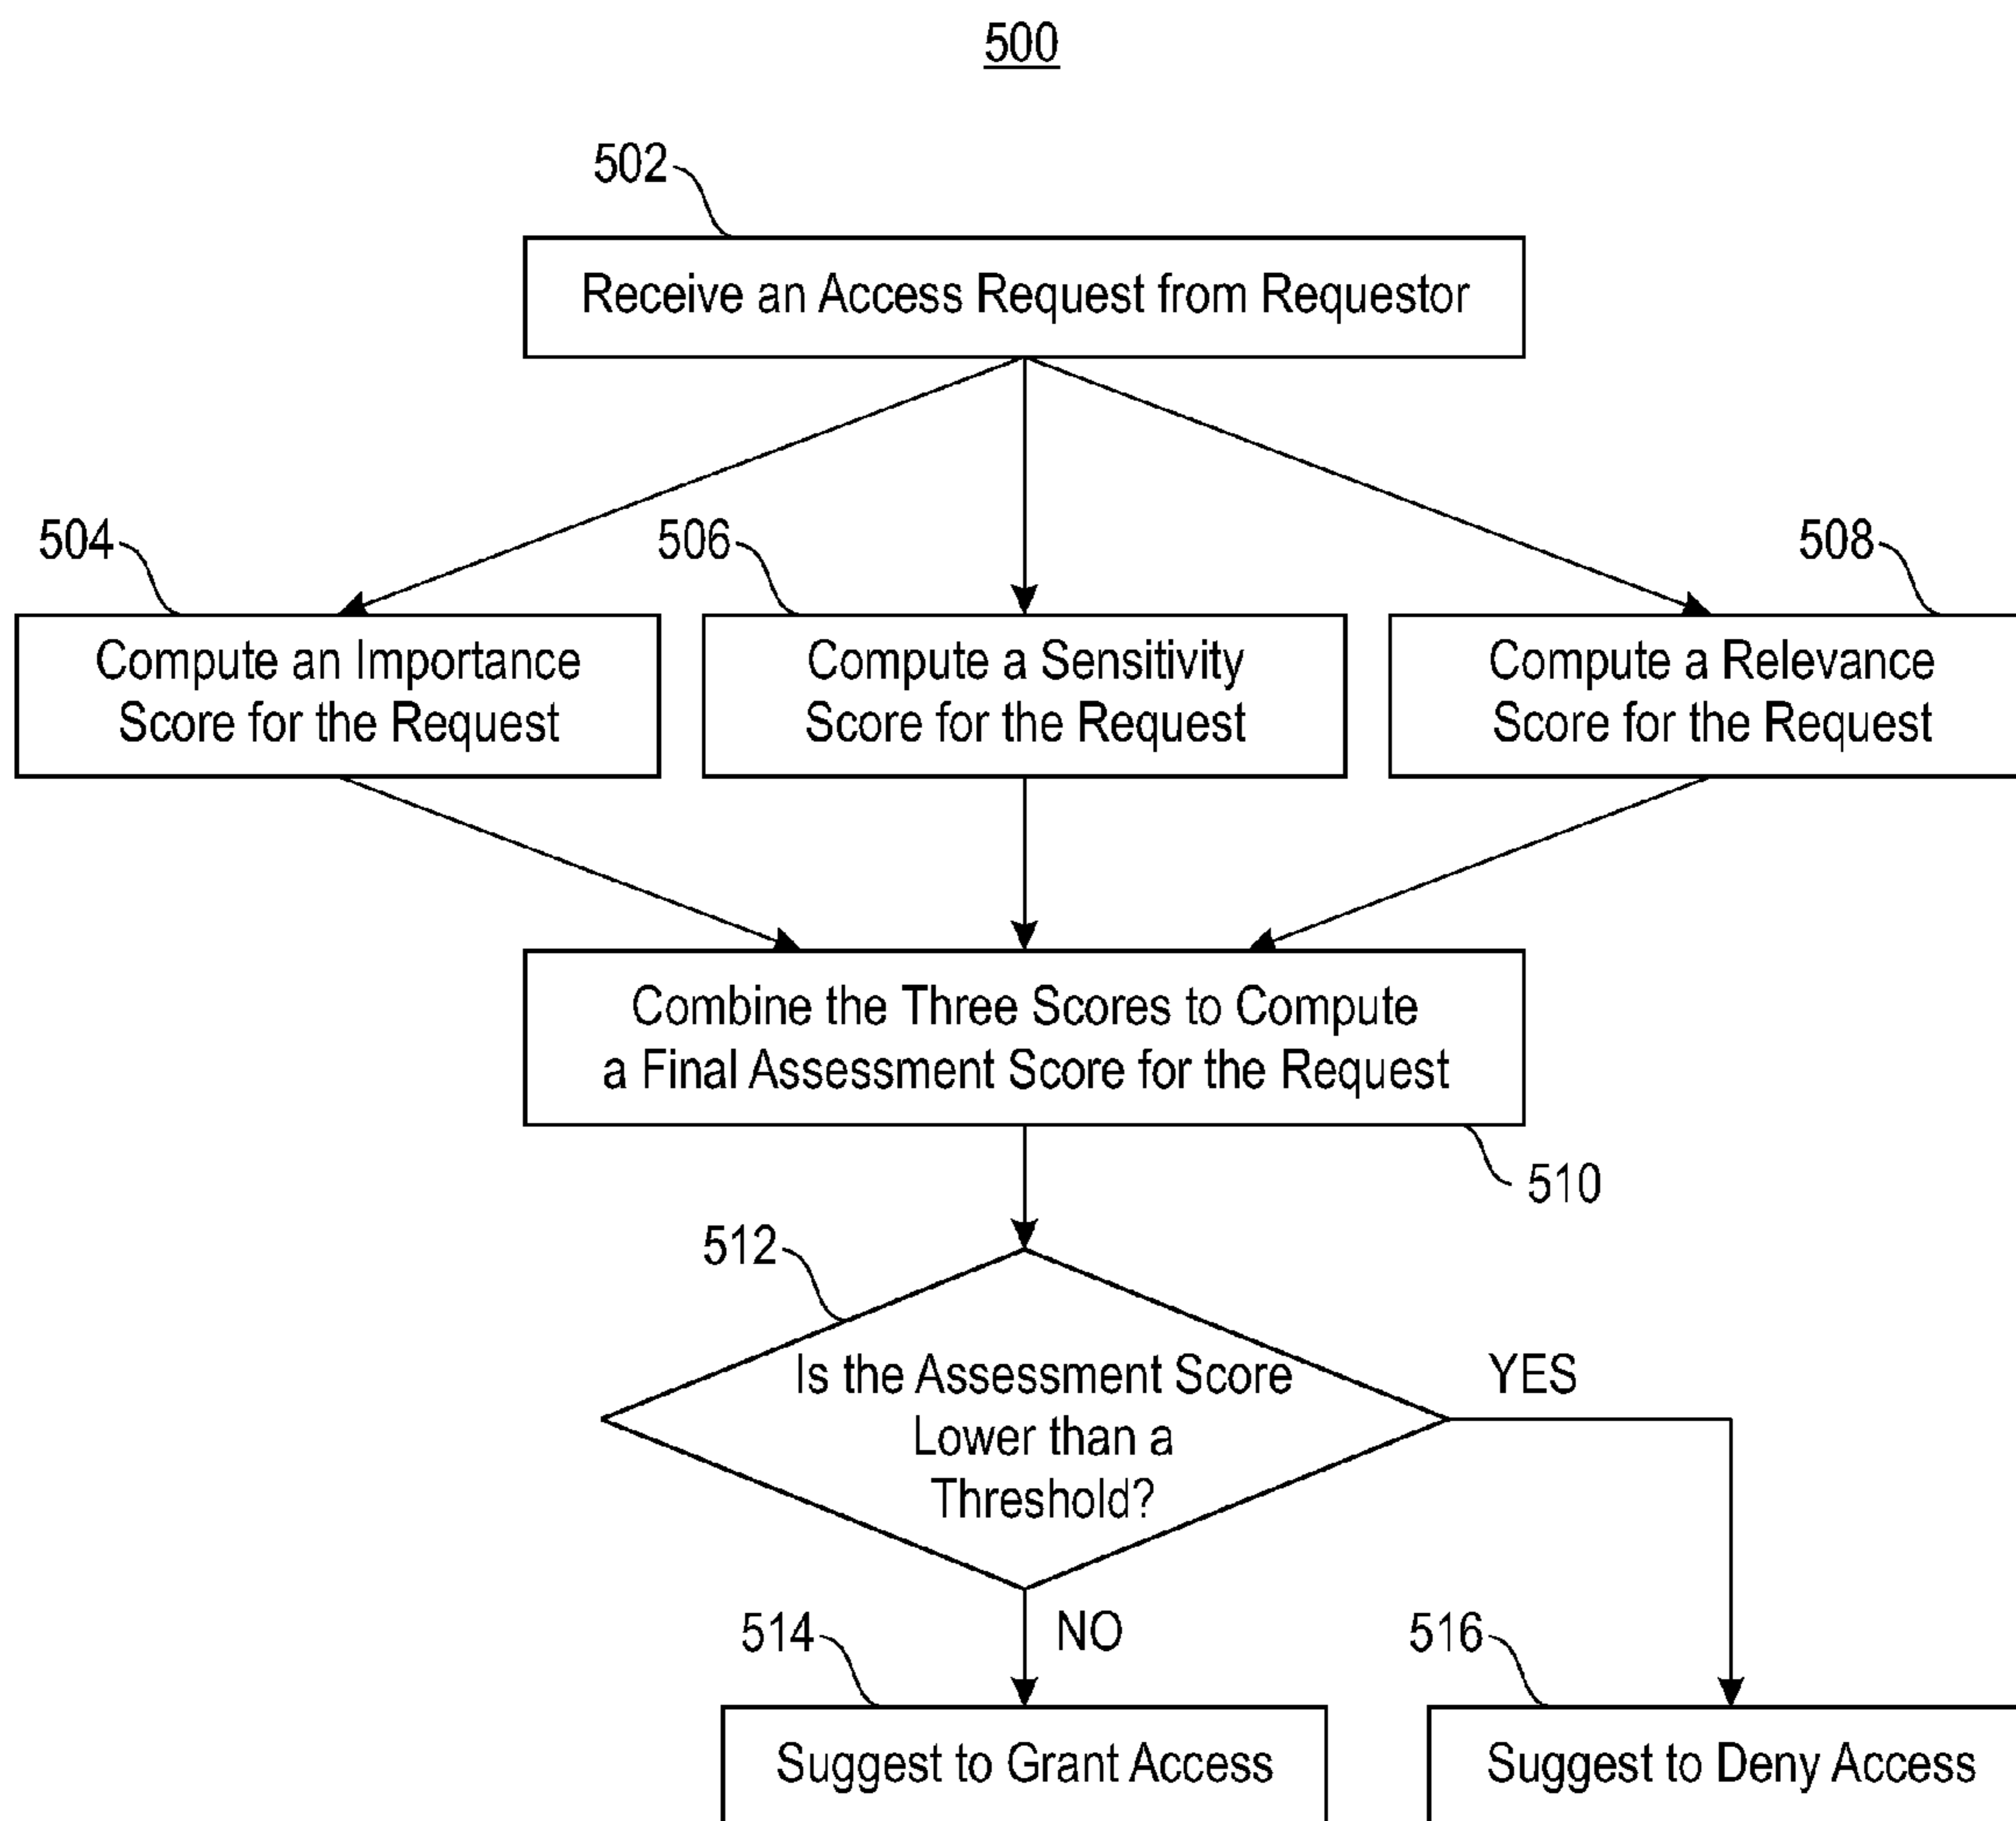 500
502
Receive an Access Request from Requestor
504
506
508
Compute an Importance
Score for the Request
Compute a Sensitivity
Score for the Request
Compute a Relevance
Score for the Request
Combine the Three Scores to Compute
a Final Assessment Score for the Request
510
512
Is the Assessment Score
Lower than a
Threshold?
YES
NO
514
516
Suggest to Grant Access
Suggest to Deny Access